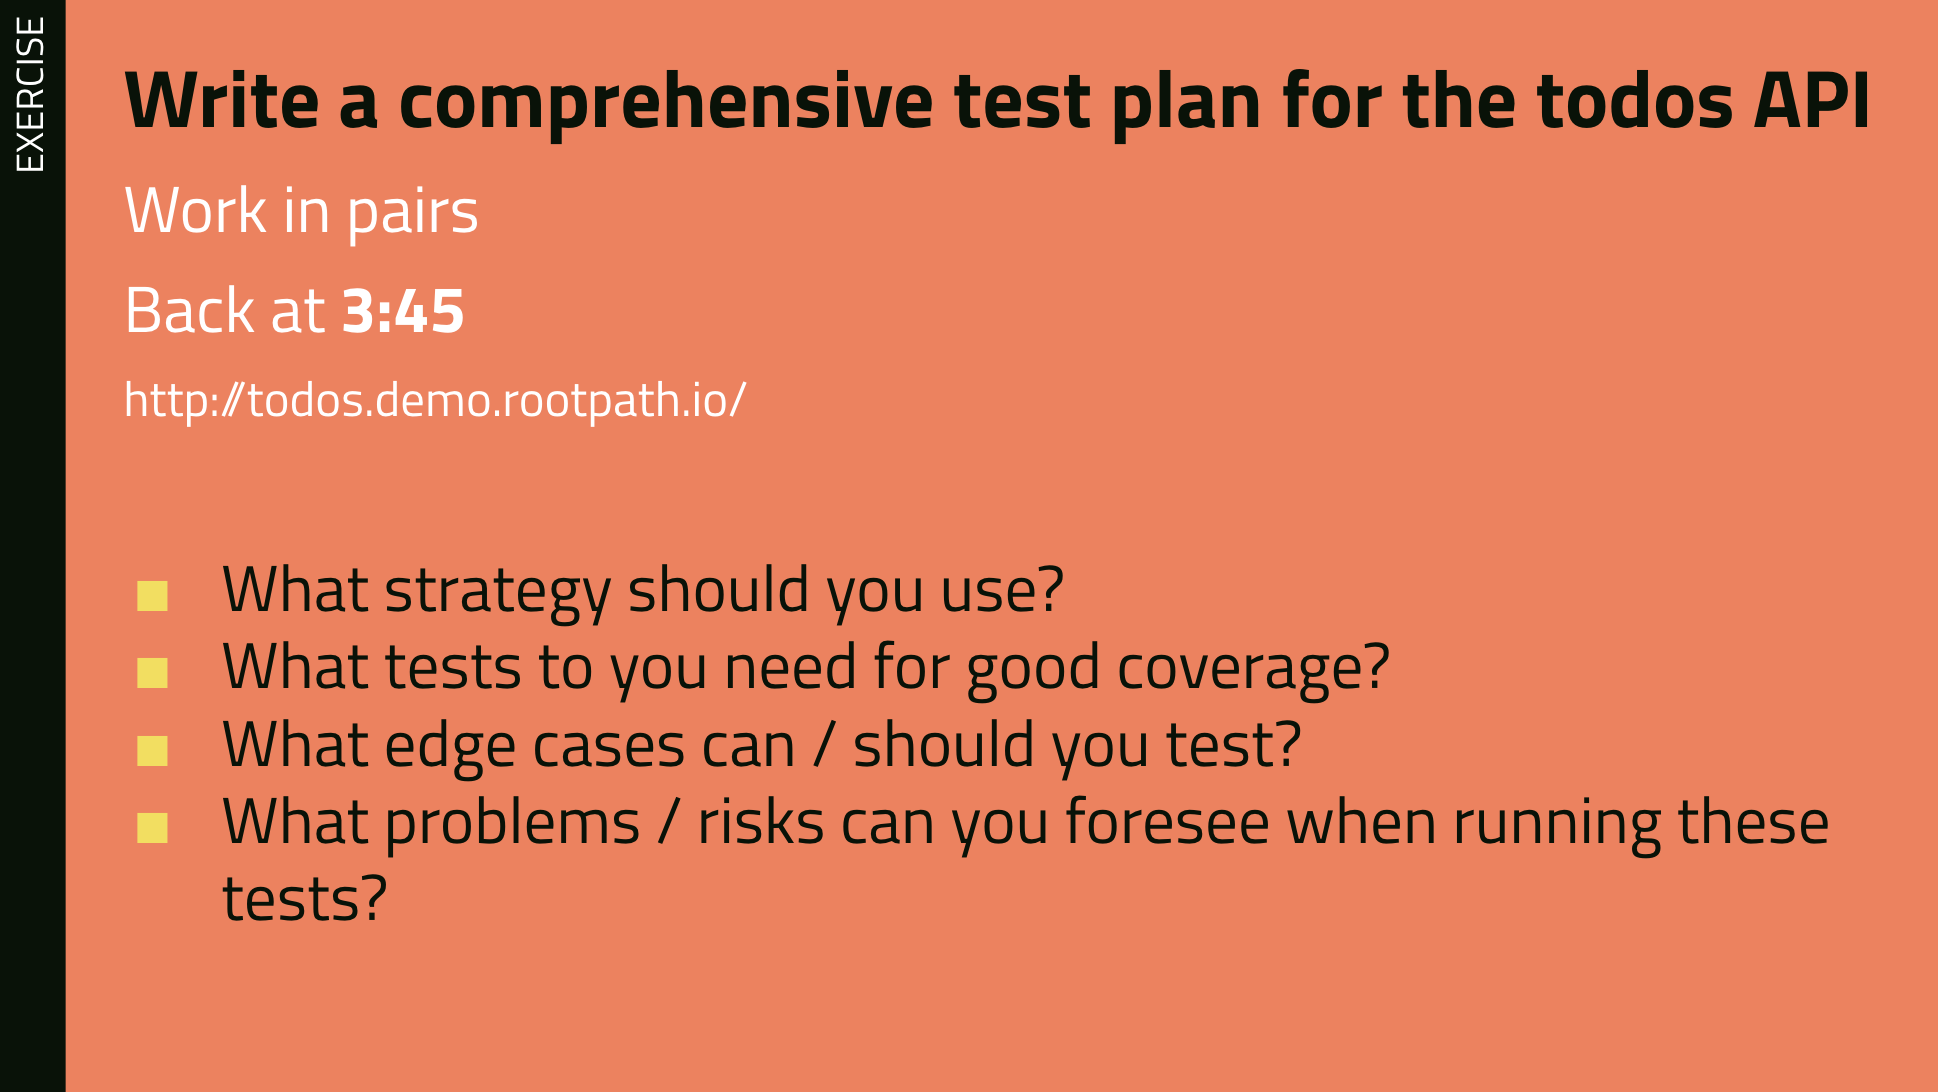 EXERCISE
Write a comprehensive test plan for the todos API
Work in pairs
Back at 3:45
http://todos.demo.rootpath.io/
What strategy should you use?
What tests to you need for good coverage?
What edge cases can / should you test?
What problems / risks can you foresee when running these
tests?